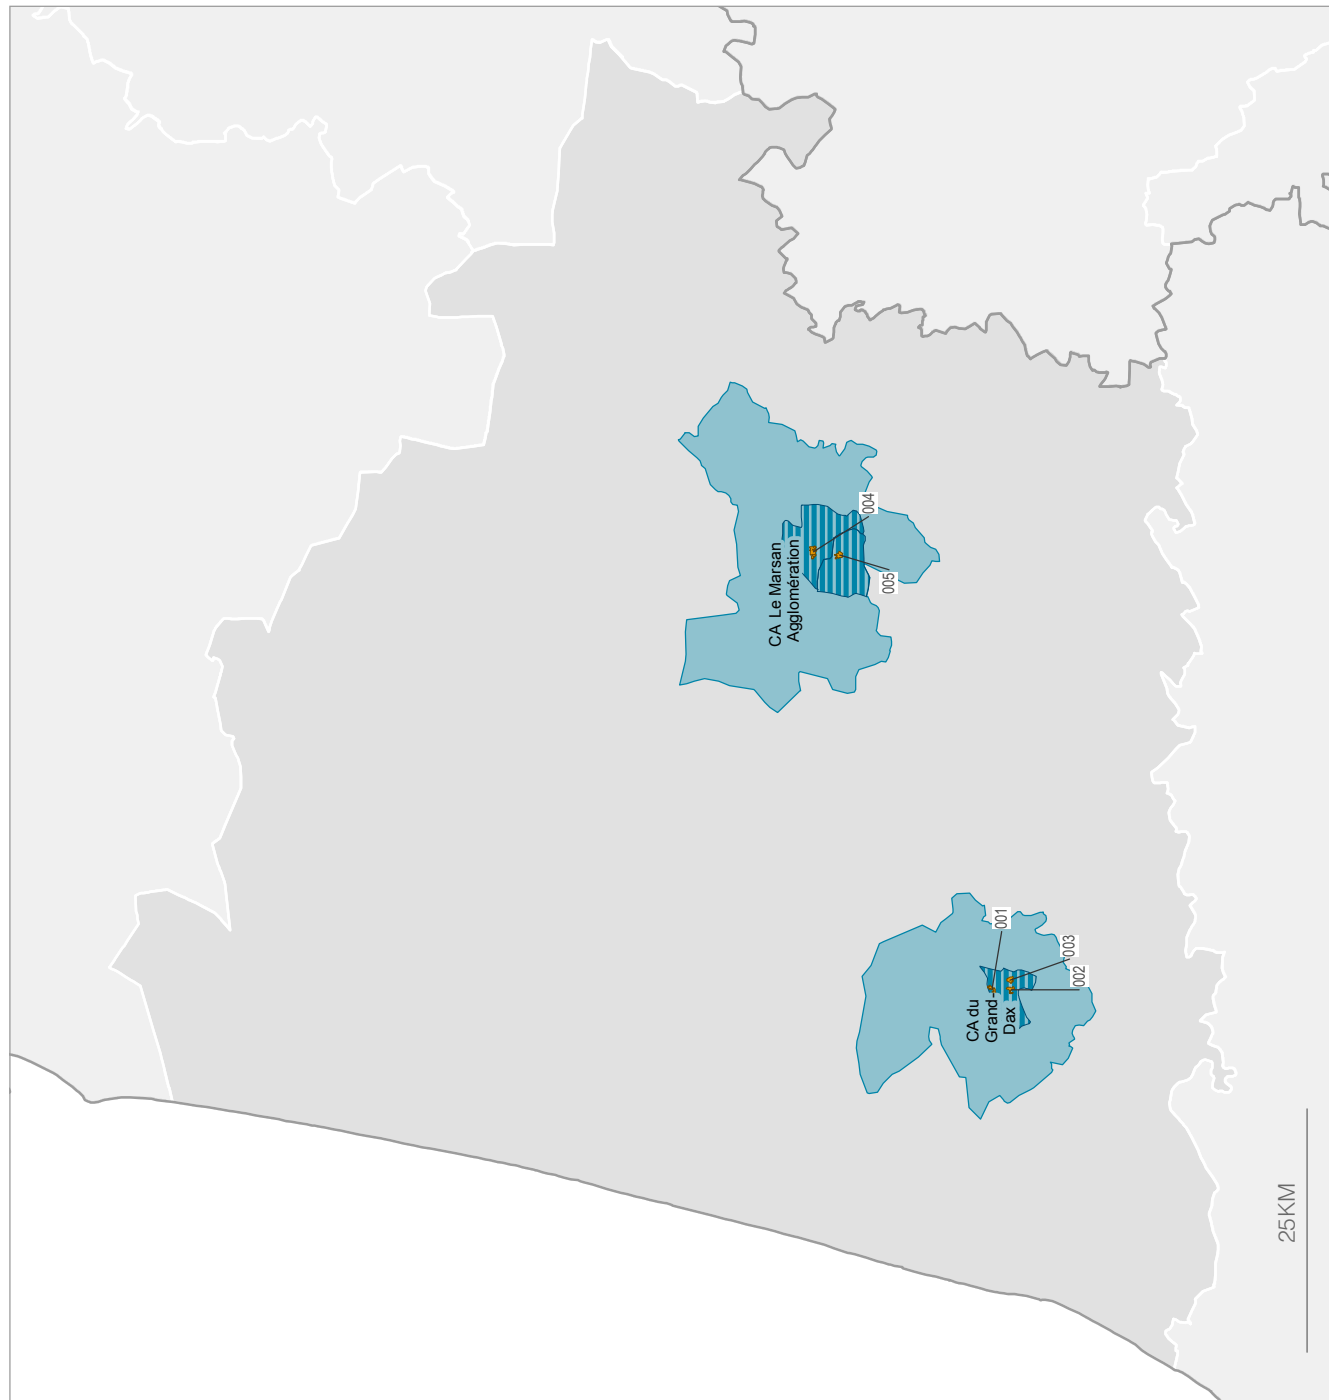 CA Le Marsan
Agglomération
004
005
CA du
Grand-
Dax
001
003
002
25KM